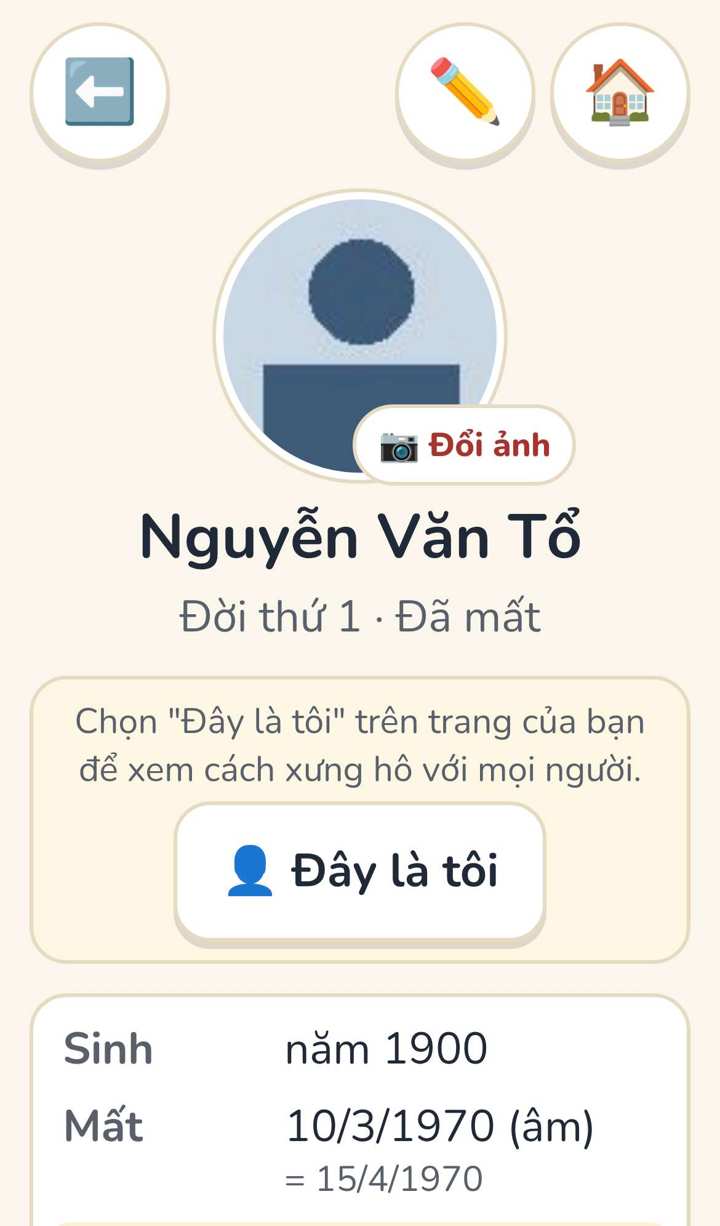 Đổi ảnh
Nguyễn Văn Tổ
Đời thứ 1 · Đã mất
Chọn "Đây là tôi" trên trang của bạn
để xem cách xưng hô với mọi người.
Đây là tôi
Sinh năm 1900
Mất 10/3/1970 (âm)
= 15/4/1970